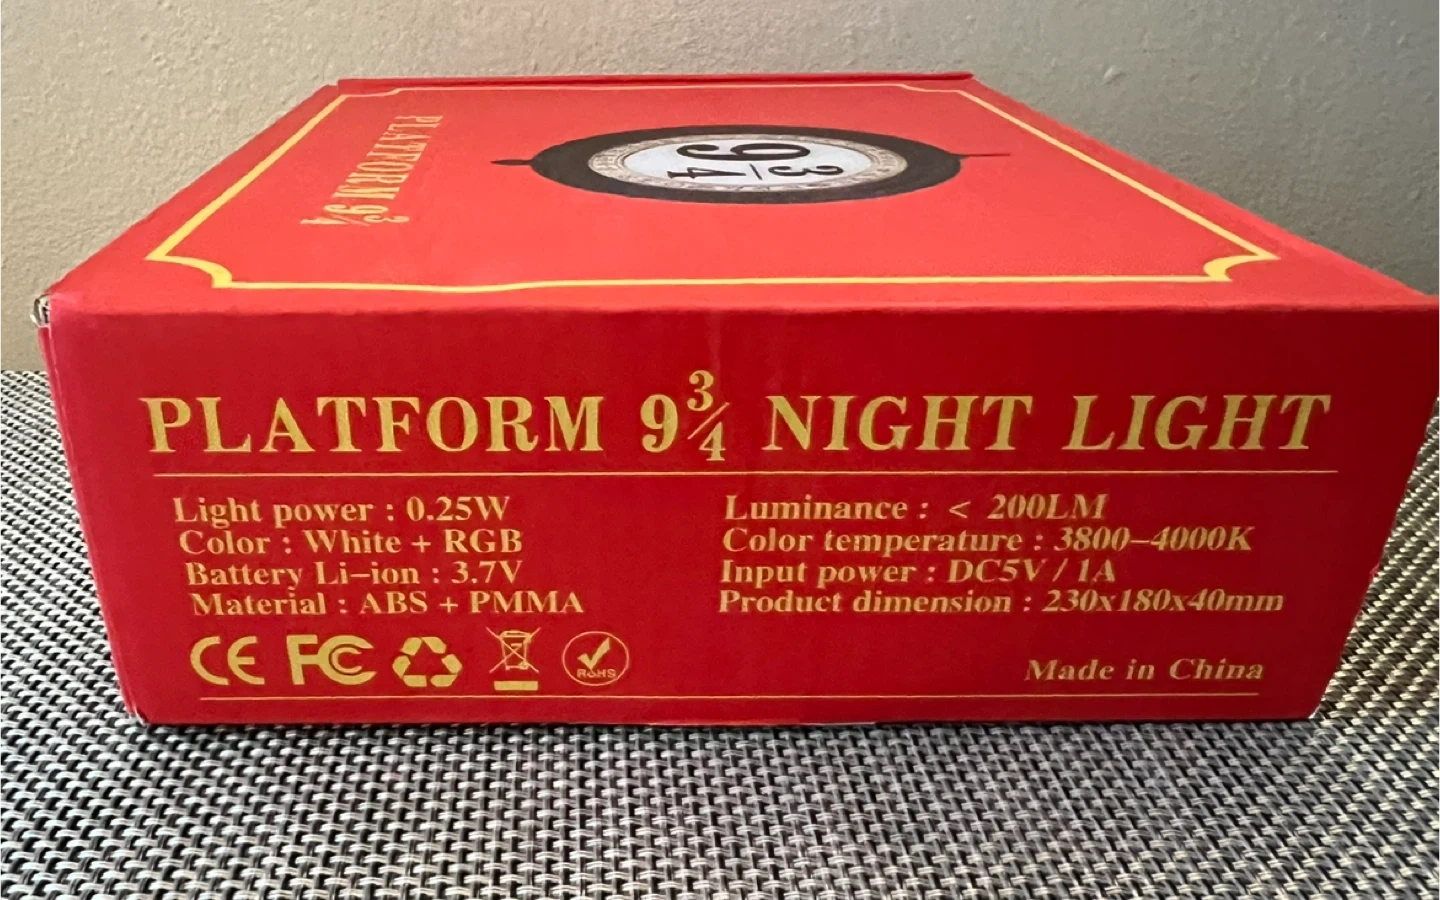 PLATFORM 9¾
9¾
PLATFORM 9¾ NIGHT LIGHT
Light power : 0.25W
Color : White + RGB
Battery Li-ion : 3.7V
Material : ABS + PMMA
Luminance : < 200LM
Color temperature : 3800-4000K
Input power : DC5V / 1A
Product dimension : 230x180x40mm
CE FC RoHS
Made in China